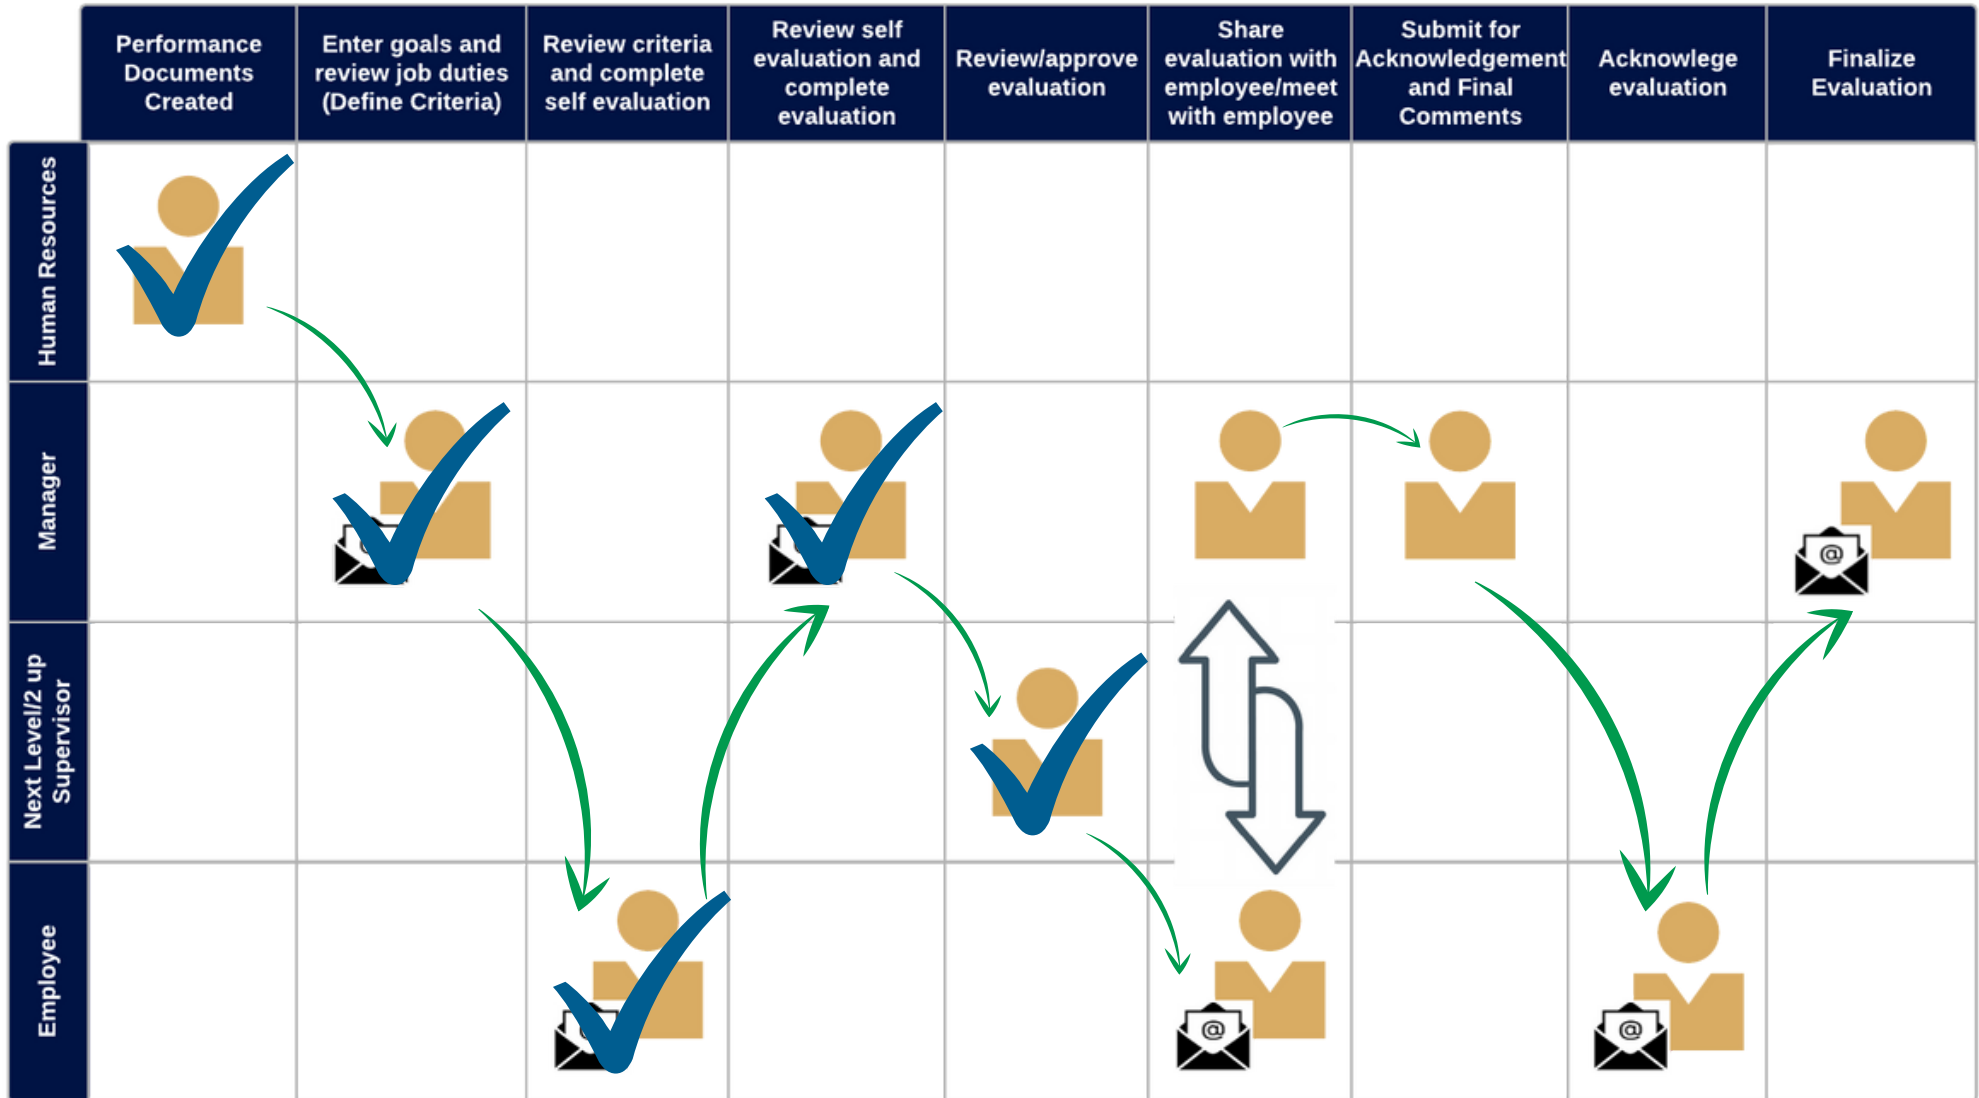 Performance
Documents
Created
Enter goals and
review job duties
(Define Criteria)
Review criteria
and complete
self evaluation
Review self
evaluation and
complete
evaluation
Review/approve
evaluation
Share
evaluation with
employee/meet
with employee
Submit for
Acknowledgement
and Final
Comments
Acknowlege
evaluation
Finalize
Evaluation
Human Resources
Manager
@
@
@
Next Level/2 up
Supervisor
Employee
@
@
@